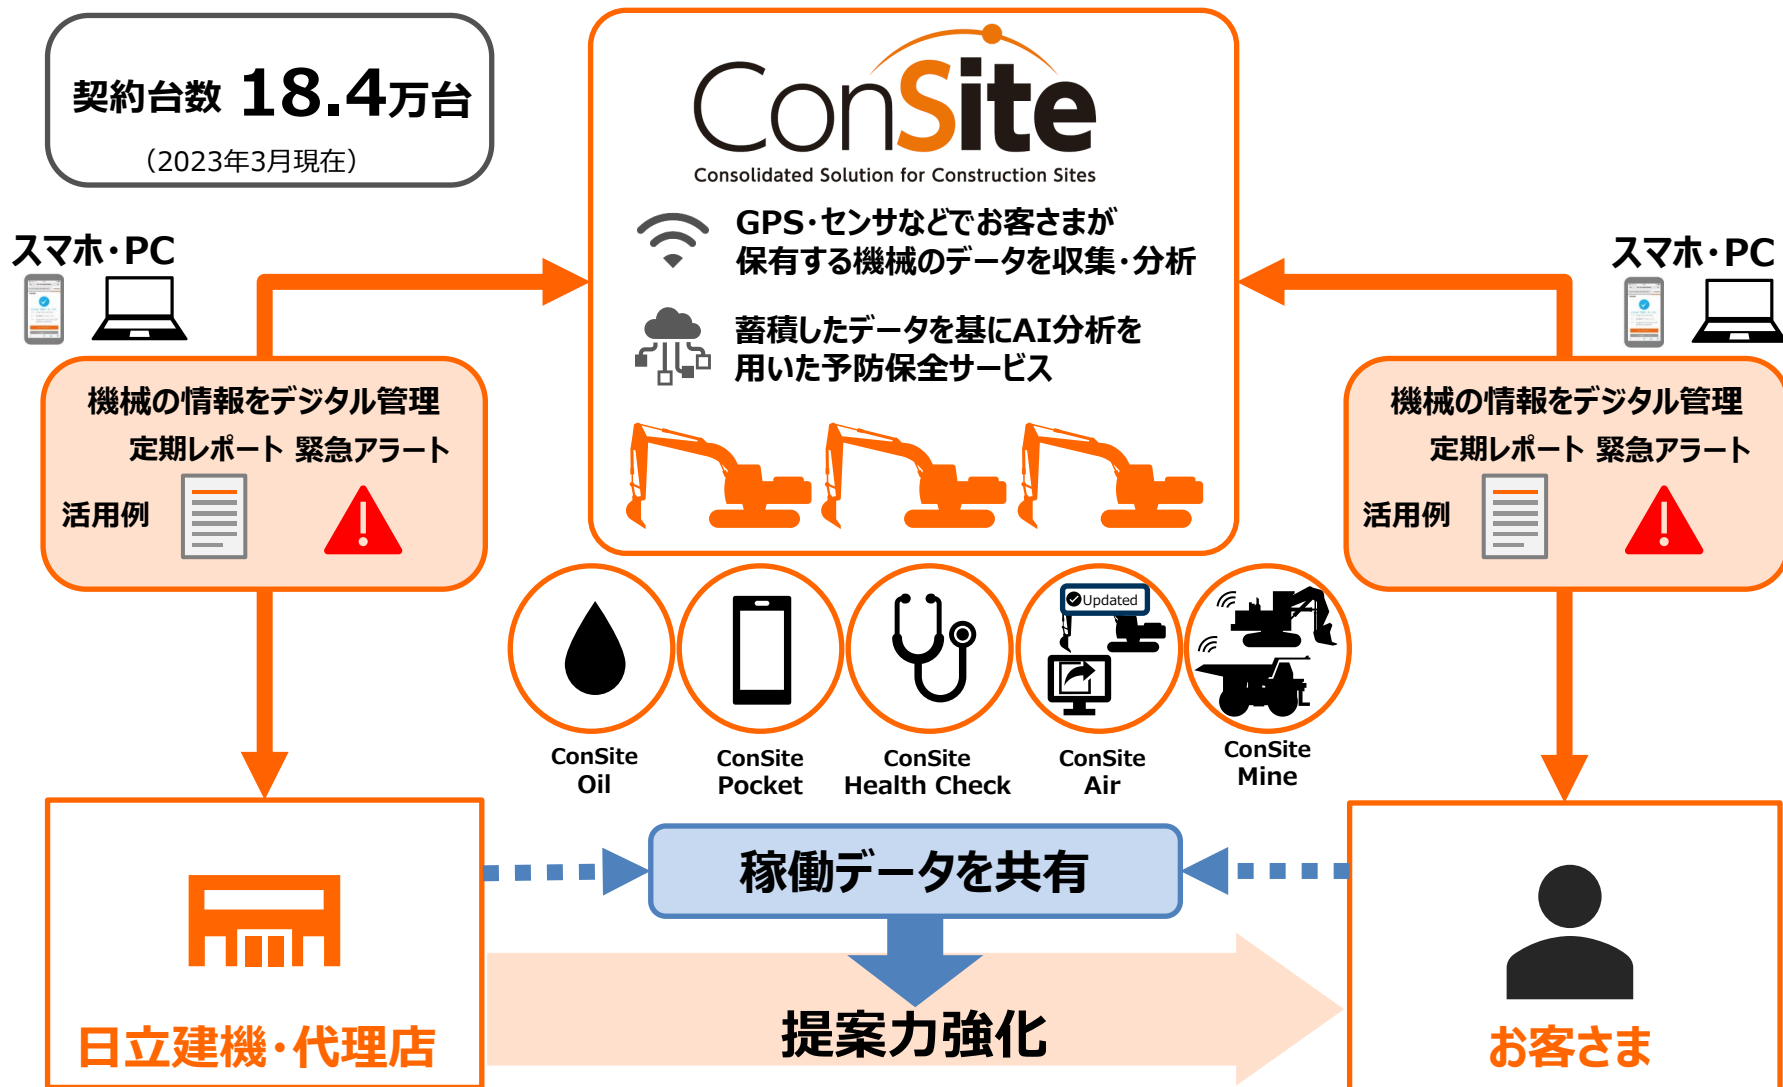 契約台数 18.4万台
（2023年3月現在）
ConSite
Consolidated Solution for Construction Sites
GPS・センサなどでお客さまが
保有する機械のデータを収集・分析
蓄積したデータを基にAI分析を
用いた予防保全サービス
スマホ・PC
機械の情報をデジタル管理
定期レポート 緊急アラート
活用例
スマホ・PC
機械の情報をデジタル管理
定期レポート 緊急アラート
活用例
Updated
ConSite
Oil
ConSite
Pocket
ConSite
Health Check
ConSite
Air
ConSite
Mine
稼働データを共有
提案力強化
日立建機・代理店
お客さま